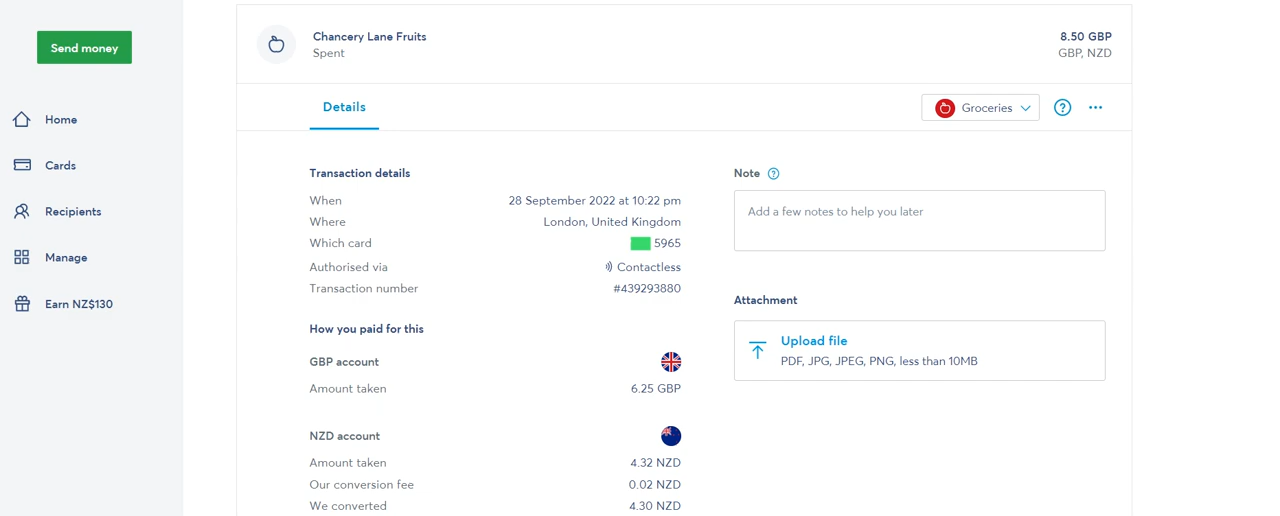 Send money
Home
Cards
Recipients
Manage
Earn NZ$130
Chancery Lane Fruits 8.50 GBP
Spent GBP, NZD
Details Groceries ? ...
Transaction details
When 28 September 2022 at 10:22 pm
Where London, United Kingdom
Which card 5965
Authorised via Contactless
Transaction number #439293880
How you paid for this
GBP account
Amount taken 6.25 GBP
NZD account
Amount taken 4.32 NZD
Our conversion fee 0.02 NZD
We converted 4.30 NZD
Note ?
Add a few notes to help you later
Attachment
Upload file
PDF, JPG, JPEG, PNG, less than 10MB